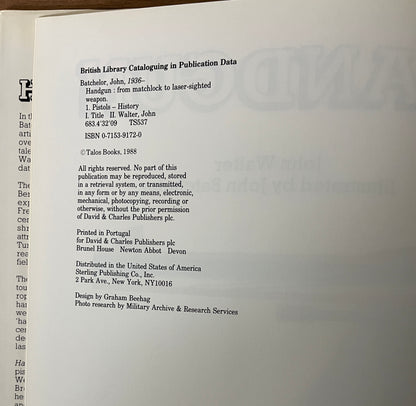 British Library Cataloguing in Publication Data
Batchelor, John, 1936–
Handgun : from matchlock to laser-sighted
weapon.
1. Pistols – History
I. Title   II. Walter, John
683.4'32'09   TS537
ISBN 0-7153-9172-0
©Talos Books, 1988
All rights reserved. No part of this
publication may be reproduced, stored
in a retrieval system, or transmitted,
in any form or by any means, electronic,
mechanical, photocopying, recording or
otherwise, without the prior permission
of David & Charles Publishers plc
Printed in Portugal
for David & Charles Publishers plc
Brunel House   Newton Abbot   Devon
Distributed in the United States of America
Sterling Publishing Co., Inc.
2 Park Ave., New York, NY10016
Design by Graham Beehag
Photo research by Military Archive & Research Services